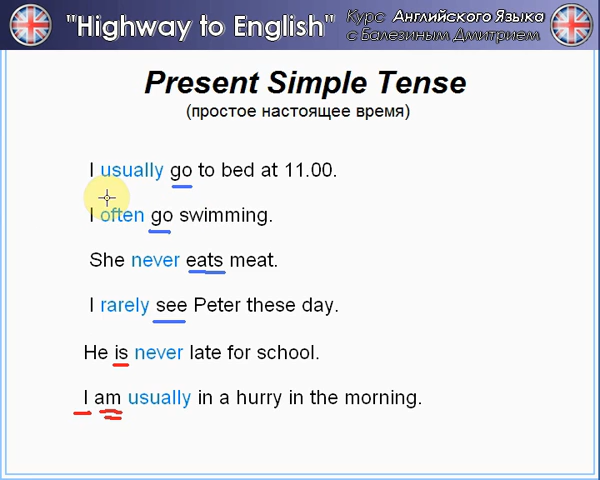 "Highway to English"
Курс Английского Языка
с Балезиным Дмитрием
Present Simple Tense
(простое настоящее время)
I usually go to bed at 11.00.
I often go swimming.
She never eats meat.
I rarely see Peter these day.
He is never late for school.
I am usually in a hurry in the morning.